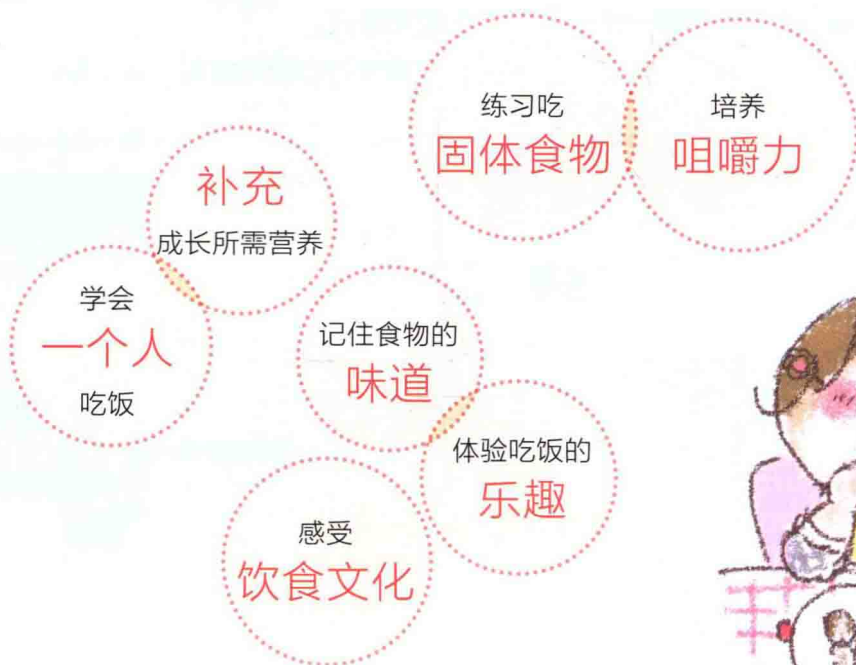 练习吃
固体食物
培养
咀嚼力
补充
成长所需营养
学会
一个人
吃饭
记住食物的
味道
体验吃饭的
乐趣
感受
饮食文化